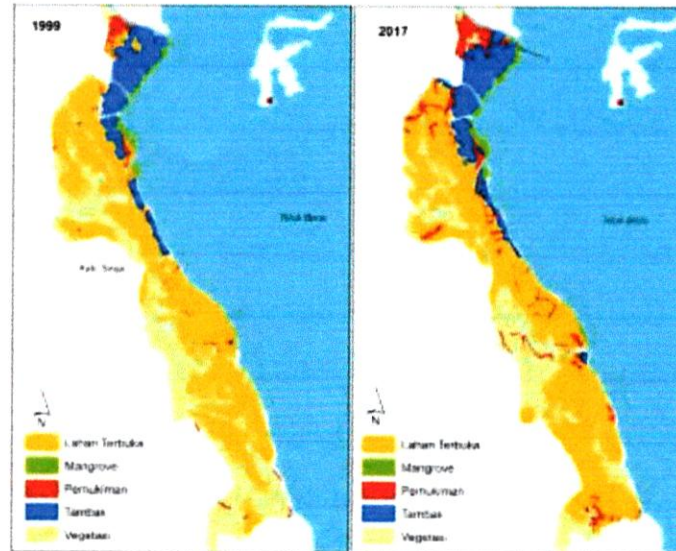 1999
N
Lahan Terbuka
Mangrove
Pemukiman
Tambak
Vegetasi
2017
N
Lahan Terbuka
Mangrove
Pemukiman
Tambak
Vegetasi